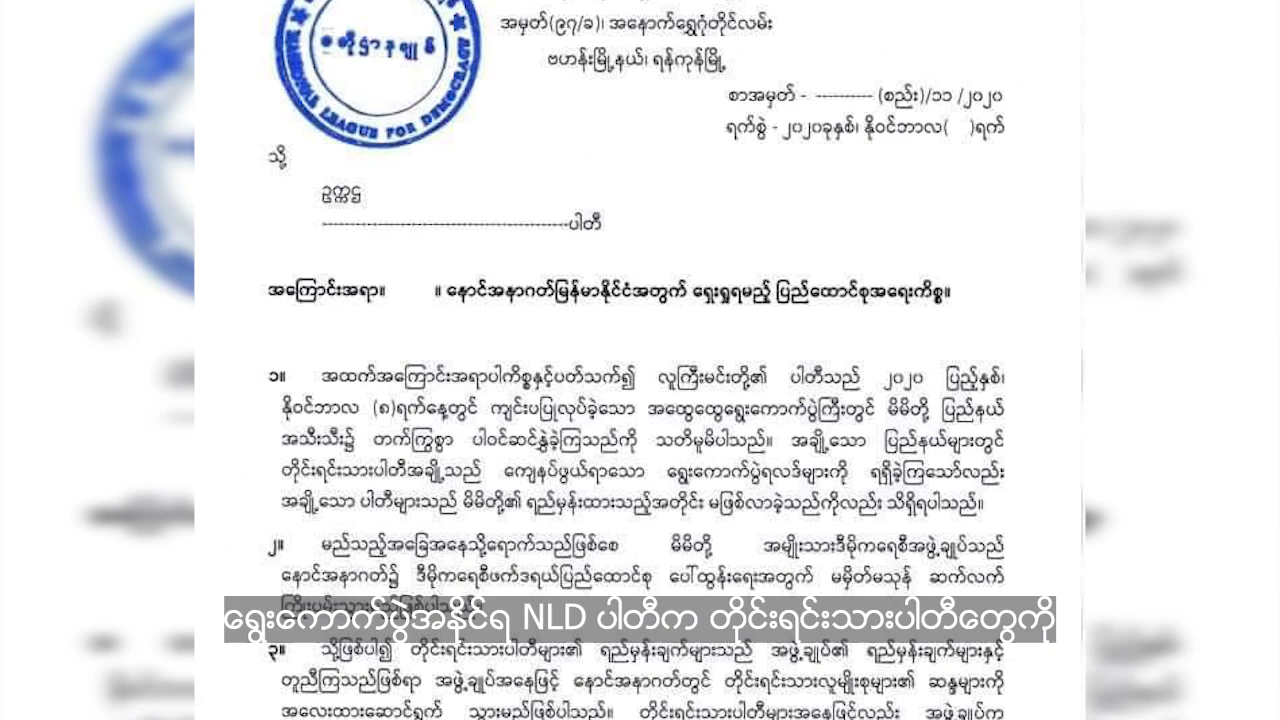 စတိုဌာနချုပ်
NATIONAL LEAGUE FOR DEMOCRACY
အမှတ်(၉၇/ခ)၊ အနောက်ရွှေဂုံတိုင်လမ်း
ဗဟန်းမြို့နယ်၊ ရန်ကုန်မြို့
စာအမှတ် - ---------- (စည်း)/၁၁ /၂၀၂၀
ရက်စွဲ - ၂၀၂၀ခုနှစ်၊ နိုဝင်ဘာလ( )ရက်
သို့
ဥက္ကဋ္ဌ
--------------------------------------------ပါတီ
အကြောင်းအရာ။ ။ နောင်အနာဂတ်မြန်မာနိုင်ငံအတွက် ရှေးရှုရမည့် ပြည်ထောင်စုအရေးကိစ္စ။
၁။ အထက်အကြောင်းအရာပါကိစ္စနှင့်ပတ်သက်၍ လူကြီးမင်းတို့၏ ပါတီသည် ၂၀၂၀ ပြည့်နှစ်၊
နိုဝင်ဘာလ (၈)ရက်နေ့တွင် ကျင်းပပြုလုပ်ခဲ့သော အထွေထွေရွေးကောက်ပွဲကြီးတွင် မိမိတို့ ပြည်နယ်
အသီးသီး၌ တက်ကြွစွာ ပါဝင်ဆင်နွှဲခဲ့ကြသည်ကို သတိမူမိပါသည်။ အချို့သော ပြည်နယ်များတွင်
တိုင်းရင်းသားပါတီအချို့သည် ကျေနပ်ဖွယ်ရာသော ရွေးကောက်ပွဲရလဒ်များကို ရရှိခဲ့ကြသော်လည်း
အချို့သော ပါတီများသည် မိမိတို့၏ ရည်မှန်းထားသည့်အတိုင်း မဖြစ်လာခဲ့သည်ကိုလည်း သိရှိရပါသည်။
၂။ မည်သည့်အခြေအနေသို့ရောက်သည်ဖြစ်စေ မိမိတို့ အမျိုးသားဒီမိုကရေစီအဖွဲ့ချုပ်သည်
နောင်အနာဂတ်၌ ဒီမိုကရေစီဖက်ဒရယ်ပြည်ထောင်စု ပေါ်ထွန်းရေးအတွက် မမှိတ်မသုန် ဆက်လက်
ရွေးကောက်ပွဲအနိုင်ရ NLD ပါတီက တိုင်းရင်းသားပါတီတွေကို
၃။ သို့ဖြစ်ပါ၍ တိုင်းရင်းသားပါတီများ၏ ရည်မှန်းချက်များသည် အဖွဲ့ချုပ်၏ ရည်မှန်းချက်များနှင့်
တူညီကြသည်ဖြစ်ရာ အဖွဲ့ချုပ်အနေဖြင့် နောင်အနာဂတ်တွင် တိုင်းရင်းသားလူမျိုးစုများ၏ ဆန္ဒများကို
အလေးထားဆောင်ရွက် သွားမည်ဖြစ်ပါသည်။ တိုင်းရင်းသားပါတီများအနေဖြင့်လည်း အဖွဲ့ချုပ်က